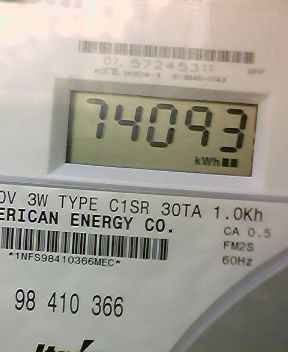 07. 57245311
HPP
74093
kWh
0V 3W TYPE C1SR 30TA 1.0Kh
ERICAN ENERGY CO.
CA 0.5
FM2S
*1NFS98410366MEC*
60Hz
98 410 366